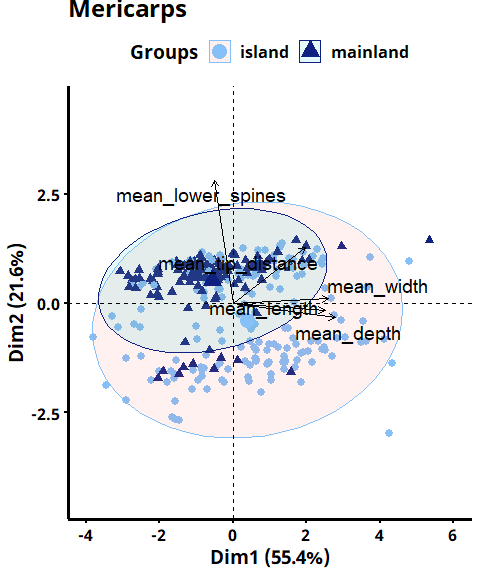 Mericarps
Groups island mainland
mean_lower_spines
mean_tip_distance
mean_width
mean_length
mean_depth
2.5
0.0
-2.5
Dim2 (21.6%)
-4 -2 0 2 4 6
Dim1 (55.4%)